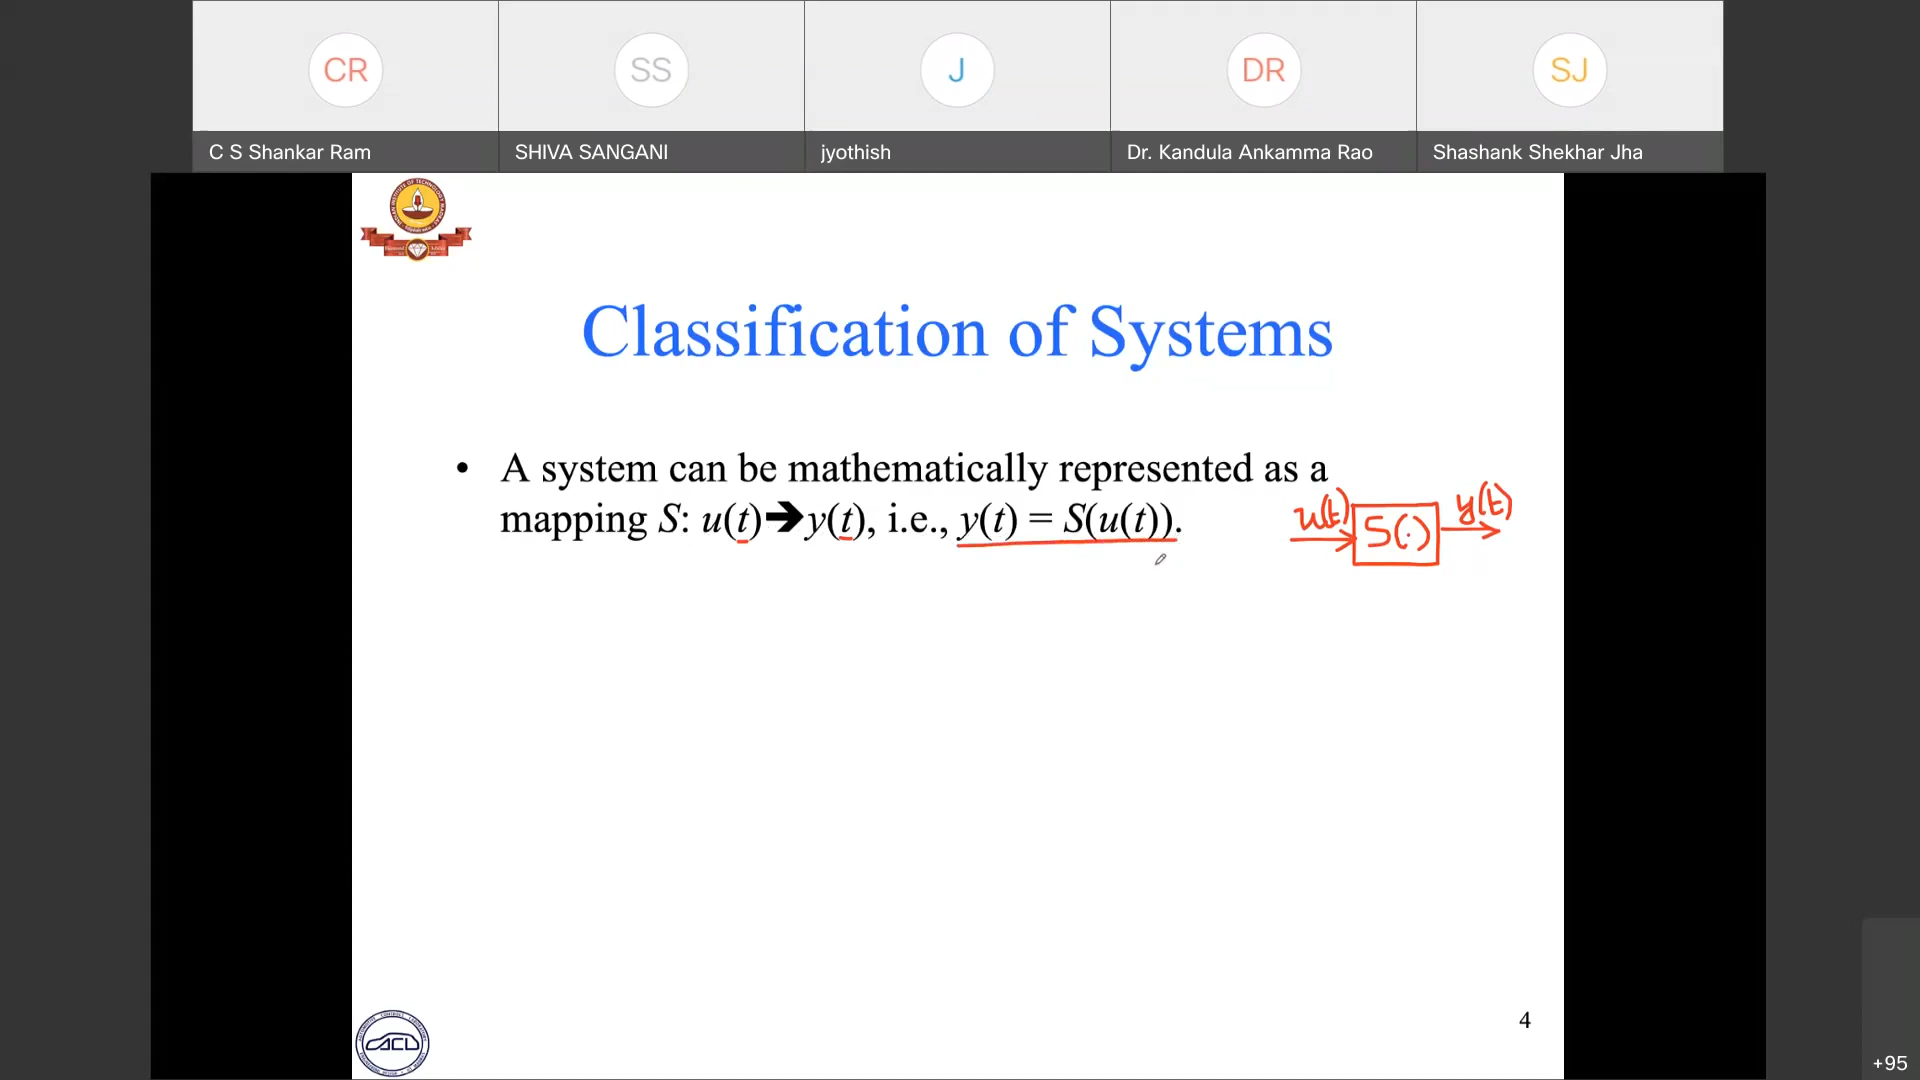 CR
SS
J
DR
SJ
C S Shankar Ram
SHIVA SANGANI
jyothish
Dr. Kandula Ankamma Rao
Shashank Shekhar Jha
Classification of Systems
• A system can be mathematically represented as a
mapping S: u(t)➔y(t), i.e., y(t) = S(u(t)).
u(t) S(·) y(t)
ACL
4
+95